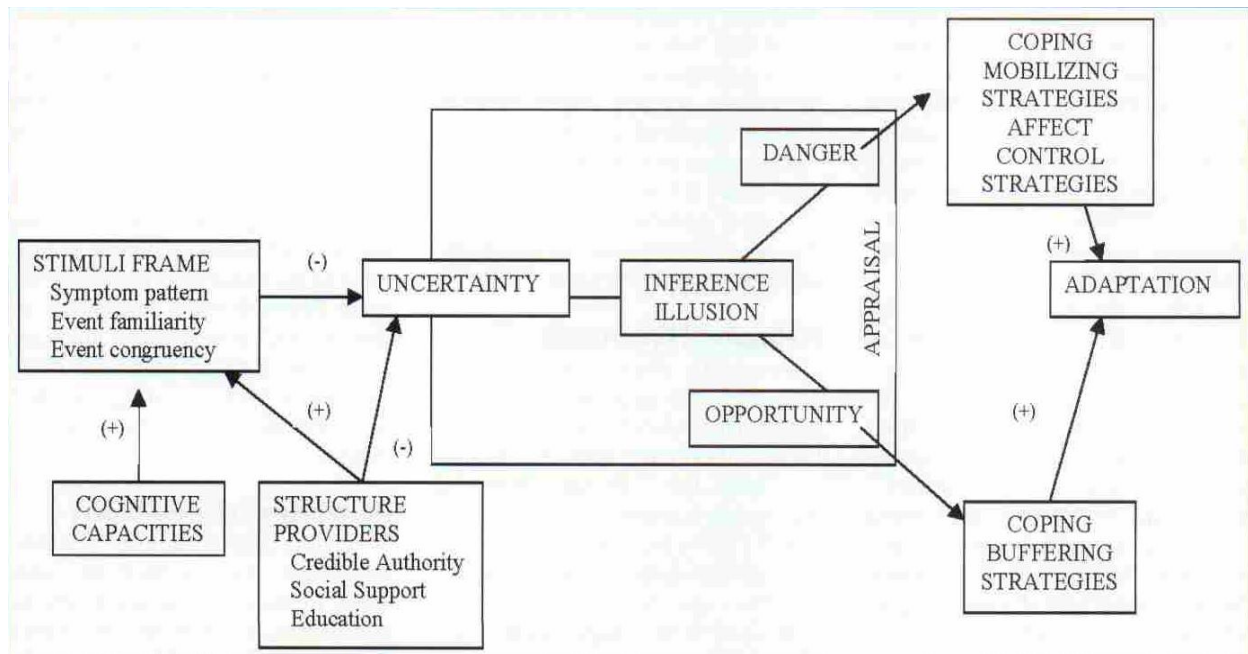 STIMULI FRAME
Symptom pattern
Event familiarity
Event congruency
(-)
(+)
COGNITIVE
CAPACITIES
(+)
(-)
STRUCTURE
PROVIDERS
Credible Authority
Social Support
Education
UNCERTAINTY
INFERENCE
ILLUSION
DANGER
OPPORTUNITY
APPRAISAL
COPING
MOBILIZING
STRATEGIES
AFFECT
CONTROL
STRATEGIES
(+)
ADAPTATION
(+)
COPING
BUFFERING
STRATEGIES